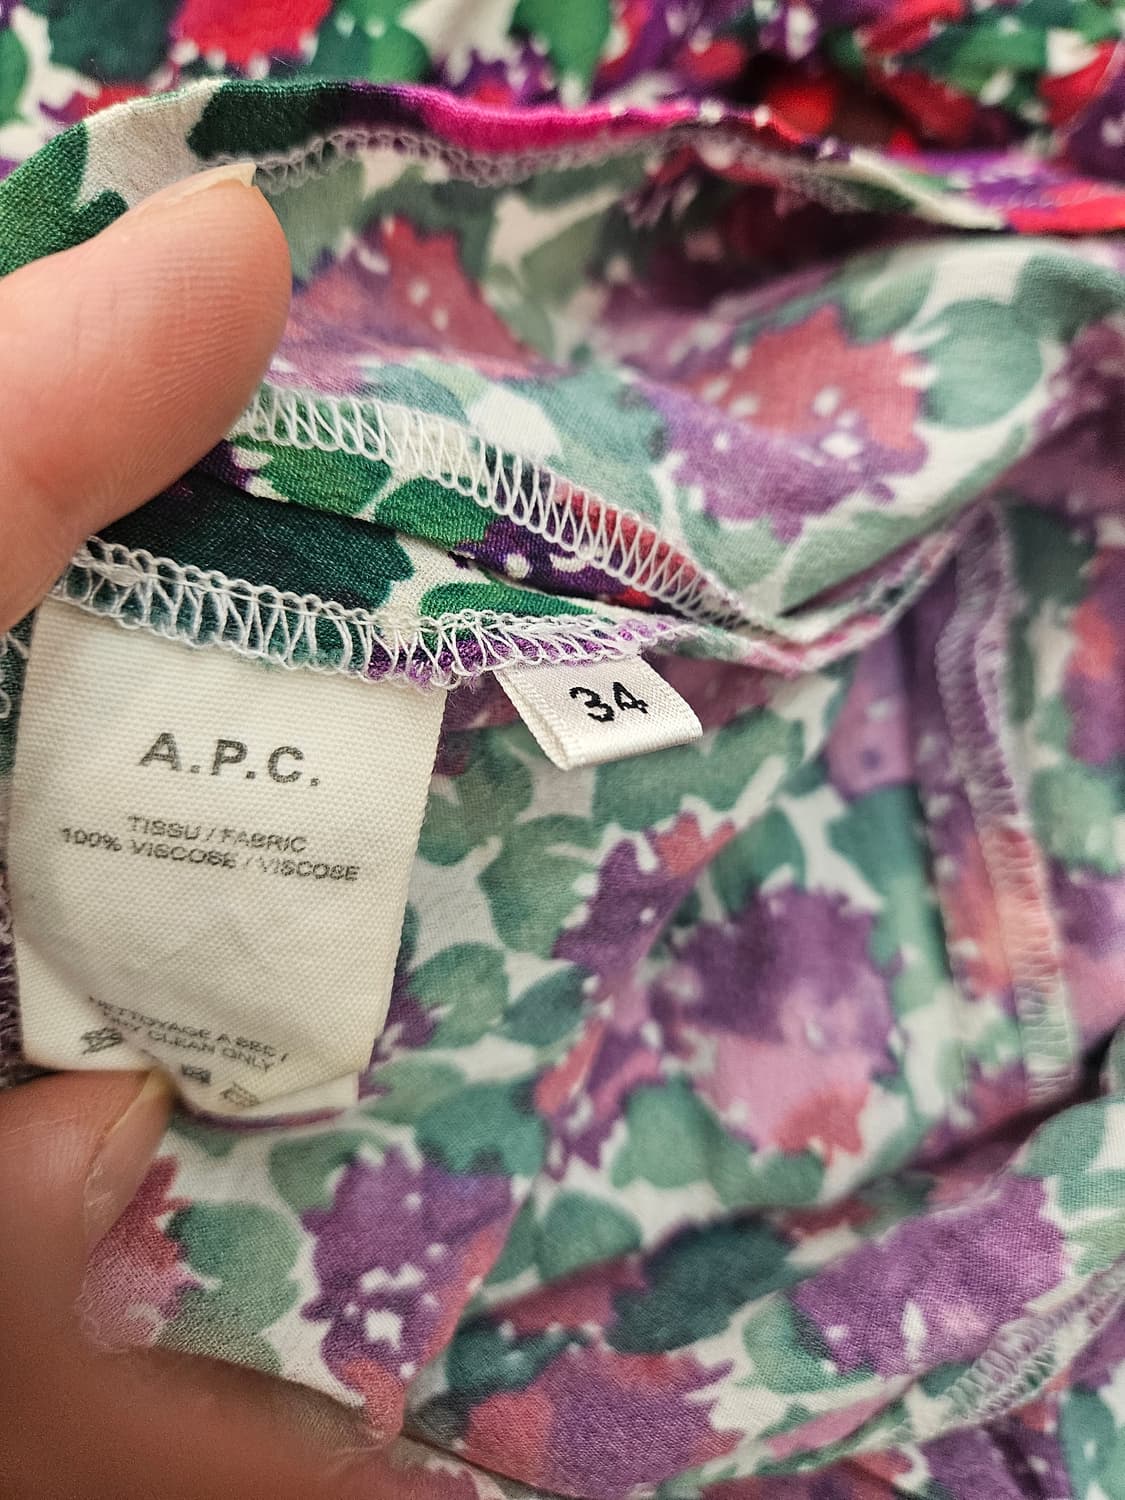 A.P.C.
TISSU / FABRIC
100% VISCOSE / VISCOSE
NETTOYAGE A SEC /
DRY CLEAN ONLY
34